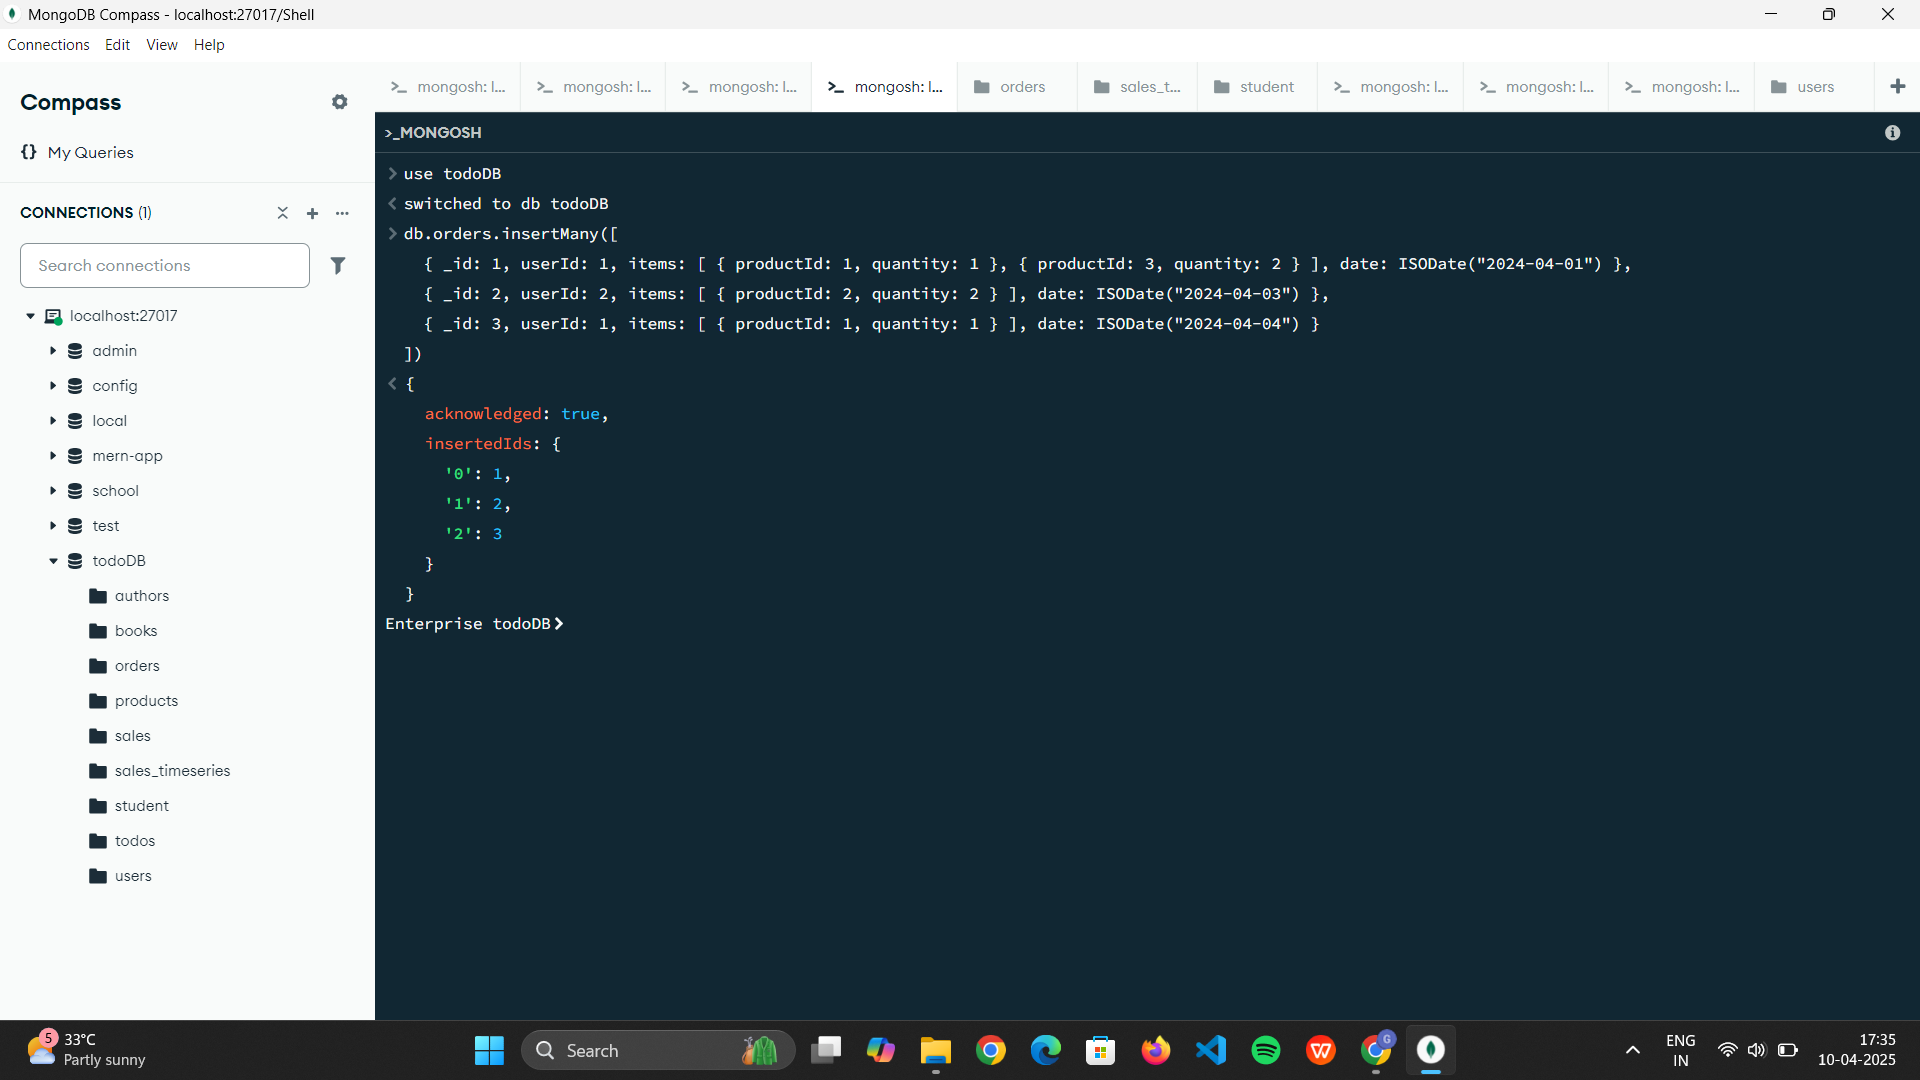 MongoDB Compass - localhost:27017/Shell
Connections Edit View Help
Compass
{} My Queries
CONNECTIONS (1)
Search connections
localhost:27017
admin
config
local
mern-app
school
test
todoDB
authors
books
orders
products
sales
sales_timeseries
student
todos
users
mongosh: l... mongosh: l... mongosh: l... mongosh: l... orders sales_t... student mongosh: l... mongosh: l... mongosh: l... users
>_MONGOSH
> use todoDB
< switched to db todoDB
> db.orders.insertMany([
{ _id: 1, userId: 1, items: [ { productId: 1, quantity: 1 }, { productId: 3, quantity: 2 } ], date: ISODate("2024-04-01") },
{ _id: 2, userId: 2, items: [ { productId: 2, quantity: 2 } ], date: ISODate("2024-04-03") },
{ _id: 3, userId: 1, items: [ { productId: 1, quantity: 1 } ], date: ISODate("2024-04-04") }
])
< {
acknowledged: true,
insertedIds: {
'0': 1,
'1': 2,
'2': 3
}
}
Enterprise todoDB>
5 33°C
Partly sunny
Search
G
W
ENG
IN
17:35
10-04-2025